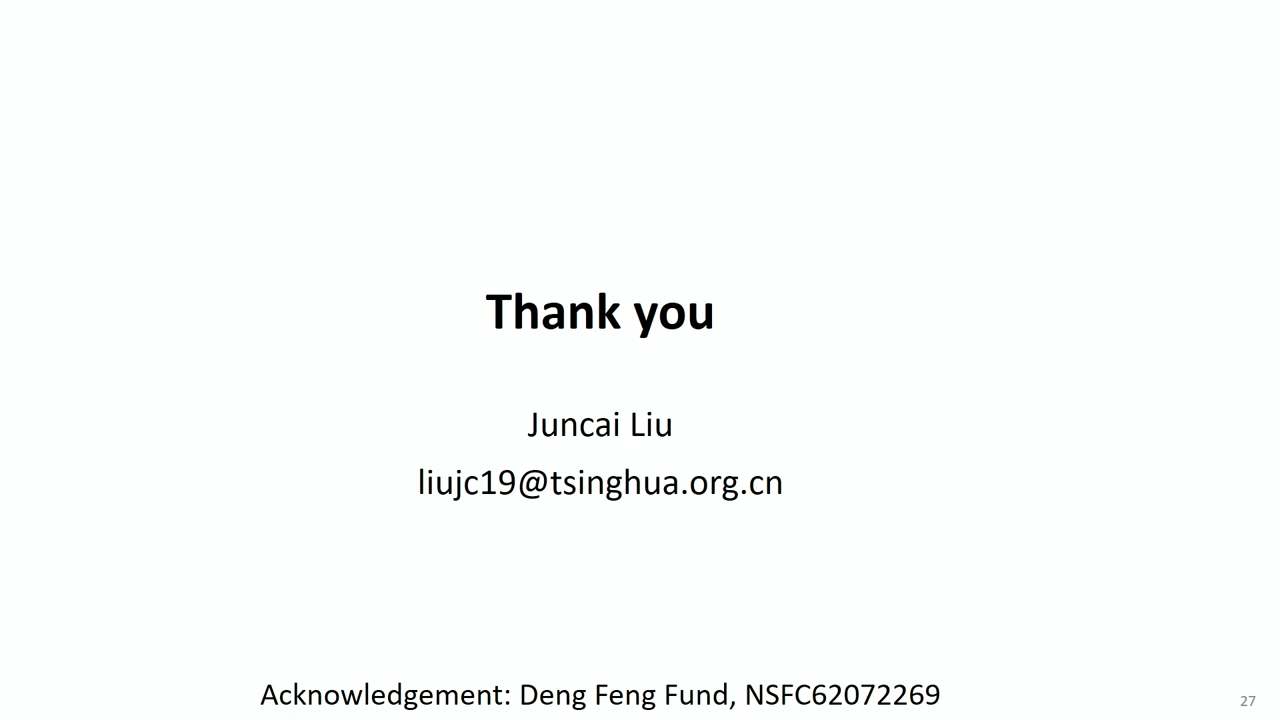 Thank you
Juncai Liu
liujc19@tsinghua.org.cn
Acknowledgement: Deng Feng Fund, NSFC62072269
27